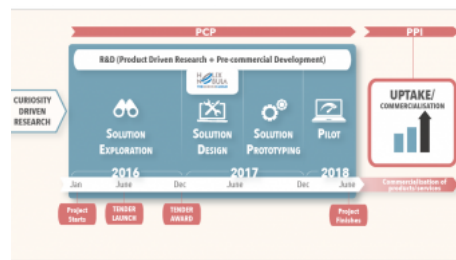 PCP
PPI
R&D (Product Driven Research + Pre-commercial Development)
HELIX
NEBULA
CURIOSITY
DRIVEN
RESEARCH
SOLUTION
EXPLORATION
SOLUTION
DESIGN
SOLUTION
PROTOTYPING
PILOT
UPTAKE/
COMMERCIALISATION
2016
2017
2018
Jan
June
Dec
June
Dec
June
Commercialisation of
products/services
Project
Starts
TENDER
LAUNCH
TENDER
AWARD
Project
Finishes